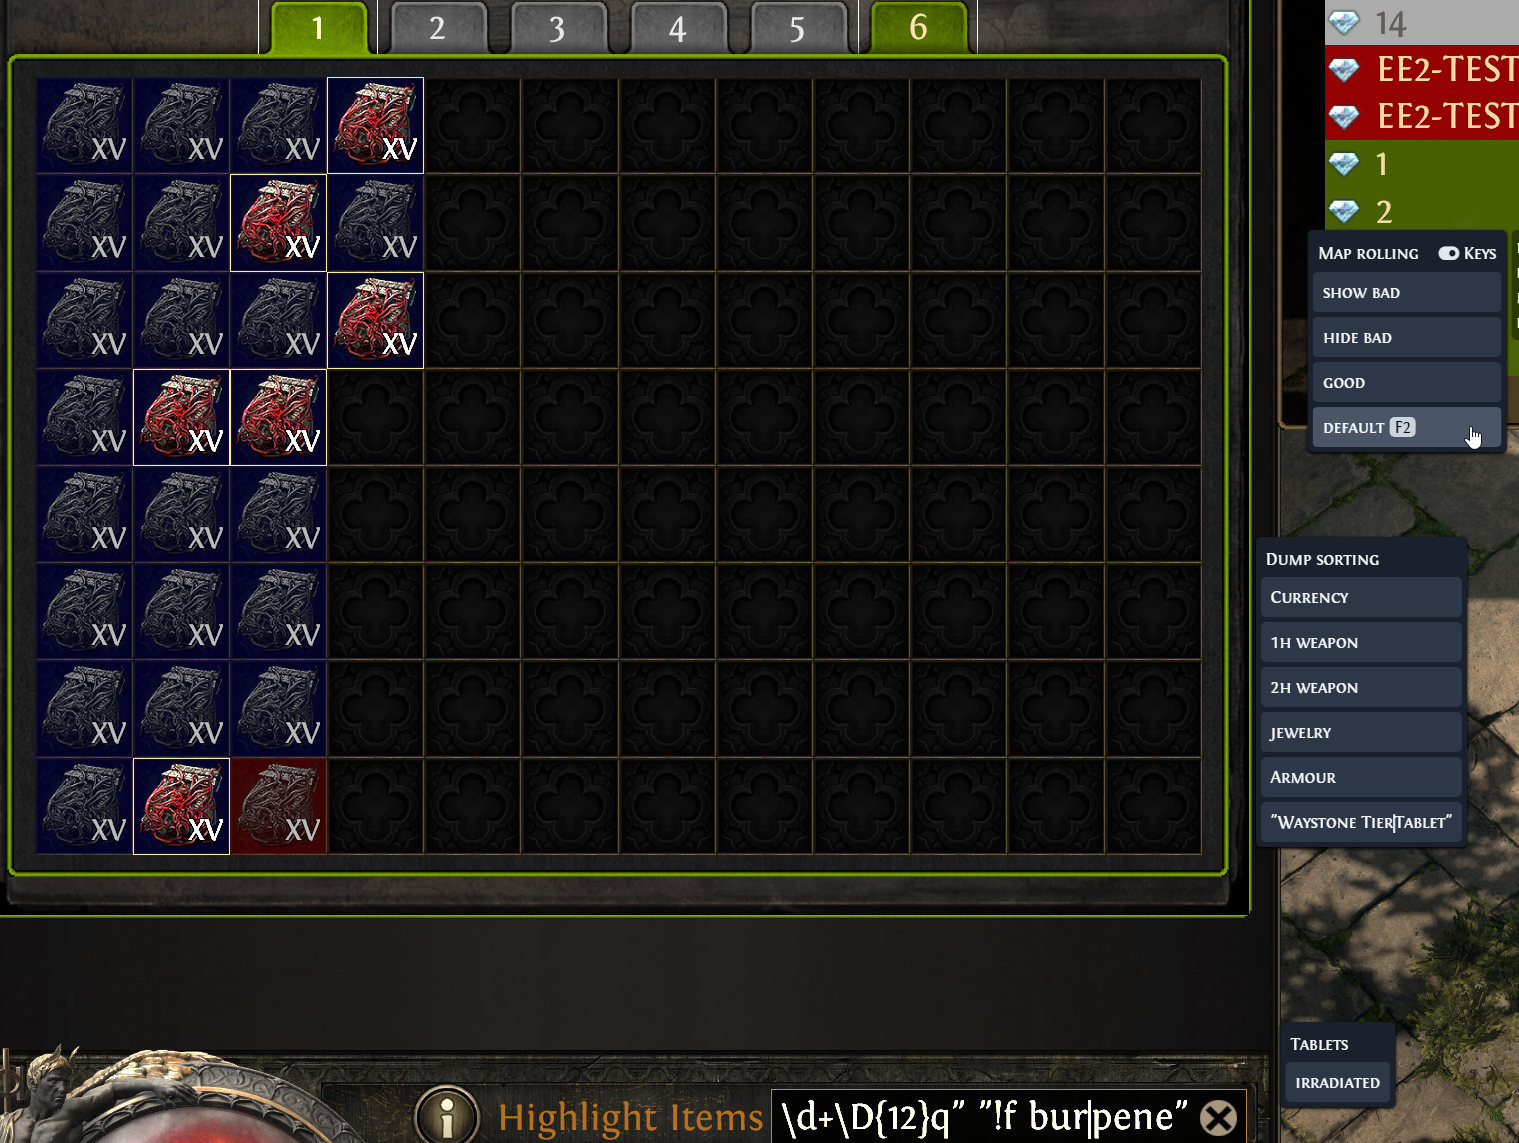 1 2 3 4 5 6
14
EE2-TEST
EE2-TEST
1
2
XV XV XV XV
XV XV XV XV
XV XV XV XV
XV XV XV
XV XV XV
XV XV XV
XV XV XV
XV XV XV
MAP ROLLING KEYS
SHOW BAD
HIDE BAD
GOOD
DEFAULT F2
DUMP SORTING
CURRENCY
1H WEAPON
2H WEAPON
JEWELRY
ARMOUR
"WAYSTONE TIER|TABLET"
TABLETS
IRRADIATED
Highlight Items \d+\D{12}q" "!f bur|pene"